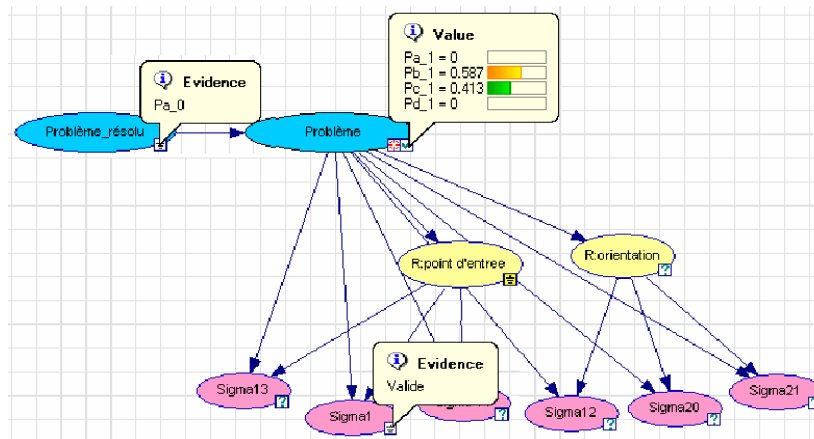 Value
Pa_1 = 0
Pb_1 = 0.587
Pc_1 = 0.413
Pd_1 = 0
Evidence
Pa_0
Problème_résolu
Problème
R:point d'entree
R:orientation
Evidence
Valide
Sigma13
Sigma1
Sigma12
Sigma20
Sigma21